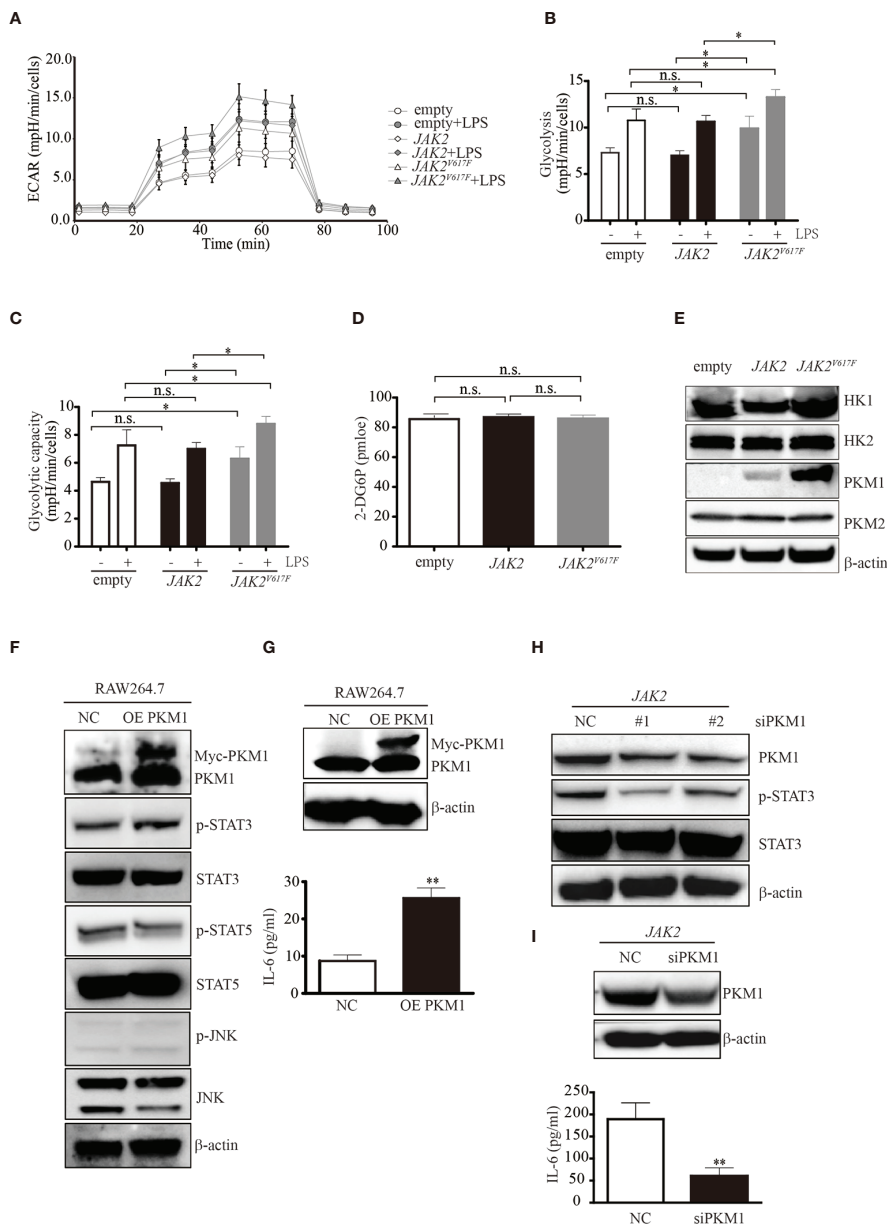 A
ECAR (mpH/min/cells)
20.0
15.0
10.0
5.0
0.0
0 20 40 60 80 100
Time (min)
empty
empty+LPS
JAK2
JAK2+LPS
JAK2V617F
JAK2V617F+LPS
B
Glycolysis
(mpH/min/cells)
15
10
5
0
*
*
*
n.s.
*
n.s.
- + - + - + LPS
empty JAK2 JAK2V617F
C
Glycolytic capacity
(mpH/min/cells)
10
8
6
4
2
0
*
*
*
n.s.
*
n.s.
- + - + - + LPS
empty JAK2 JAK2V617F
D
2-DG6P (pmloe)
100
80
60
40
20
0
n.s.
n.s. n.s.
empty JAK2 JAK2V617F
E
empty JAK2 JAK2V617F
HK1
HK2
PKM1
PKM2
β-actin
F
RAW264.7
NC OE PKM1
Myc-PKM1
PKM1
p-STAT3
STAT3
p-STAT5
STAT5
p-JNK
JNK
β-actin
G
RAW264.7
NC OE PKM1
Myc-PKM1
PKM1
β-actin
IL-6 (pg/ml)
30
20
10
0
**
NC OE PKM1
H
JAK2
NC #1 #2 siPKM1
PKM1
p-STAT3
STAT3
β-actin
I
JAK2
NC siPKM1
PKM1
β-actin
IL-6 (pg/ml)
250
200
150
100
50
0
**
NC siPKM1